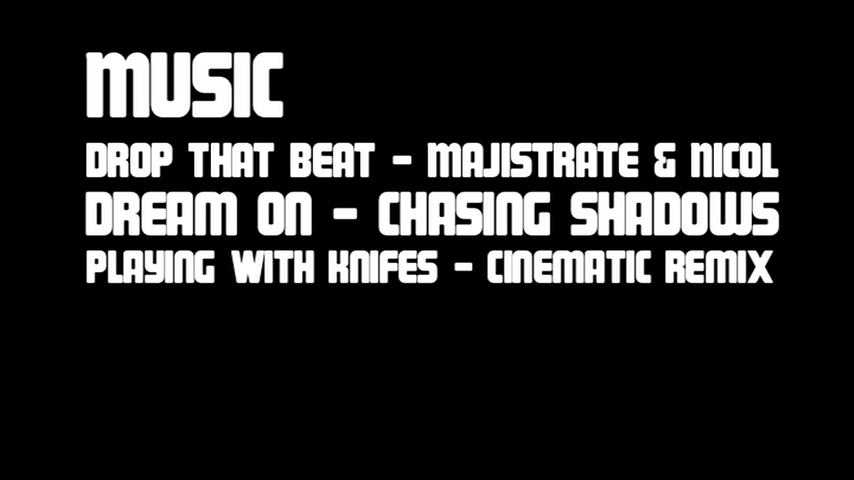 MUSIC
DROP THAT BEAT - MAJISTRATE & NICOL
DREAM ON - CHASING SHADOWS
PLAYING WITH KNIFES - CINEMATIC REMIX